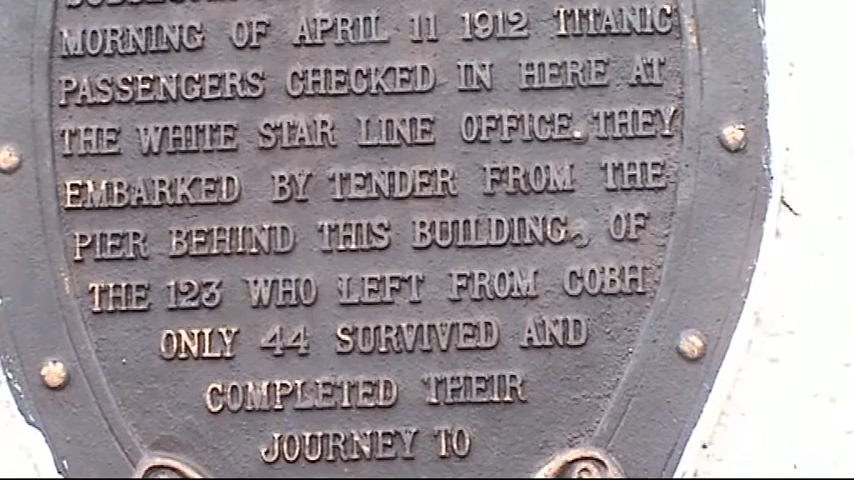 MORNING OF APRIL 11 1912 TITANIC
PASSENGERS CHECKED IN HERE AT
THE WHITE STAR LINE OFFICE. THEY
EMBARKED BY TENDER FROM THE
PIER BEHIND THIS BUILDING. OF
THE 123 WHO LEFT FROM COBH
ONLY 44 SURVIVED AND
COMPLETED THEIR
JOURNEY TO